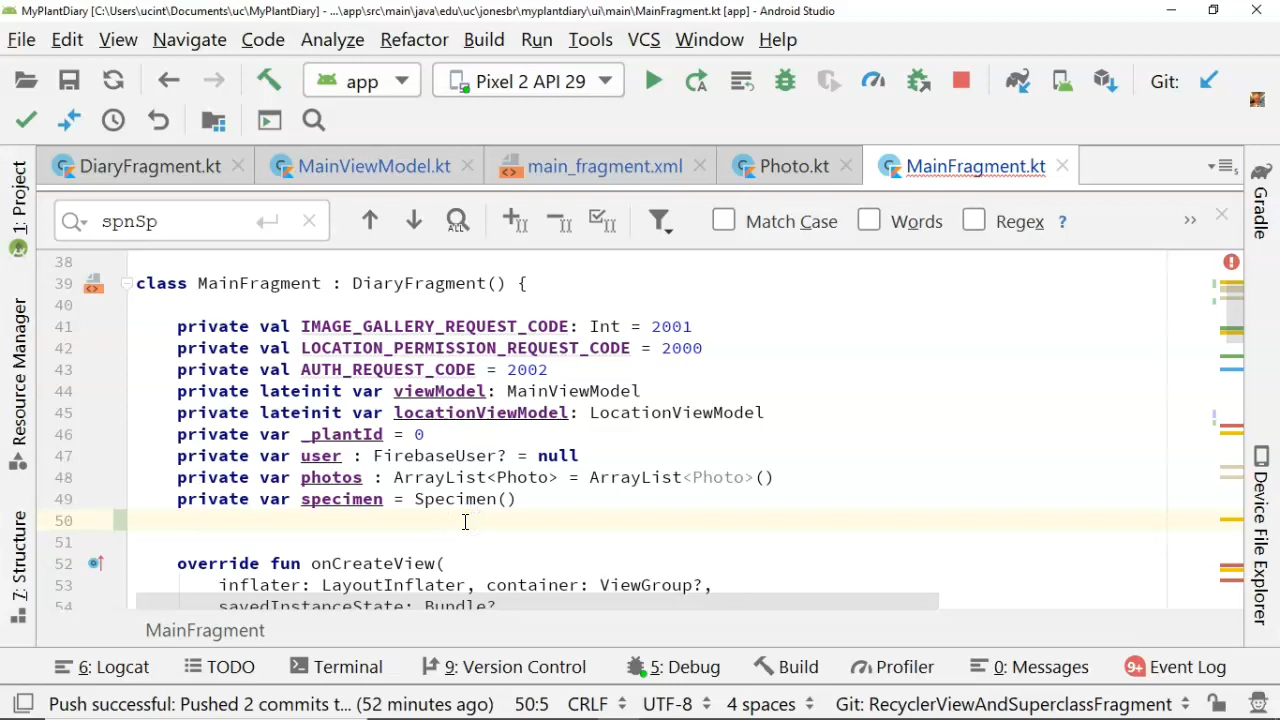 MyPlantDiary [C:\Users\ucint\Documents\uc\MyPlantDiary] - ...\app\src\main\java\edu\uc\jonesbr\myplantdiary\ui\main\MainFragment.kt [app] - Android Studio
File Edit View Navigate Code Analyze Refactor Build Run Tools VCS Window Help
app Pixel 2 API 29 Git:
DiaryFragment.kt MainViewModel.kt main_fragment.xml Photo.kt MainFragment.kt
spnSp Match Case Words Regex ? »
38
39 class MainFragment : DiaryFragment() {
40
41 private val IMAGE_GALLERY_REQUEST_CODE: Int = 2001
42 private val LOCATION_PERMISSION_REQUEST_CODE = 2000
43 private val AUTH_REQUEST_CODE = 2002
44 private lateinit var viewModel: MainViewModel
45 private lateinit var locationViewModel: LocationViewModel
46 private var _plantId = 0
47 private var user : FirebaseUser? = null
48 private var photos : ArrayList<Photo> = ArrayList<Photo>()
49 private var specimen = Specimen()
50
51
52 override fun onCreateView(
53 inflater: LayoutInflater, container: ViewGroup?,
54 savedInstanceState: Bundle?
MainFragment
1: Project
Resource Manager
7: Structure
Gradle
Device File Explorer
6: Logcat TODO Terminal 9: Version Control 5: Debug Build Profiler 0: Messages 9+ Event Log
Push successful: Pushed 2 commits t... (52 minutes ago) 50:5 CRLF UTF-8 4 spaces Git: RecyclerViewAndSuperclassFragment